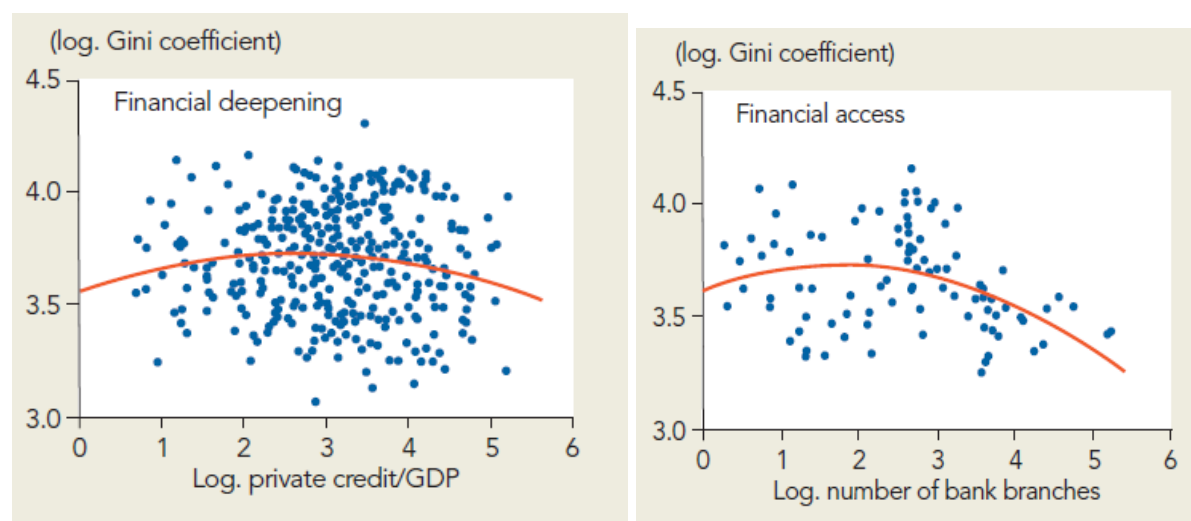 (log. Gini coefficient)
4.5
Financial deepening
4.0
3.5
3.0
0 1 2 3 4 5 6
Log. private credit/GDP
(log. Gini coefficient)
4.5
Financial access
4.0
3.5
3.0
0 1 2 3 4 5 6
Log. number of bank branches